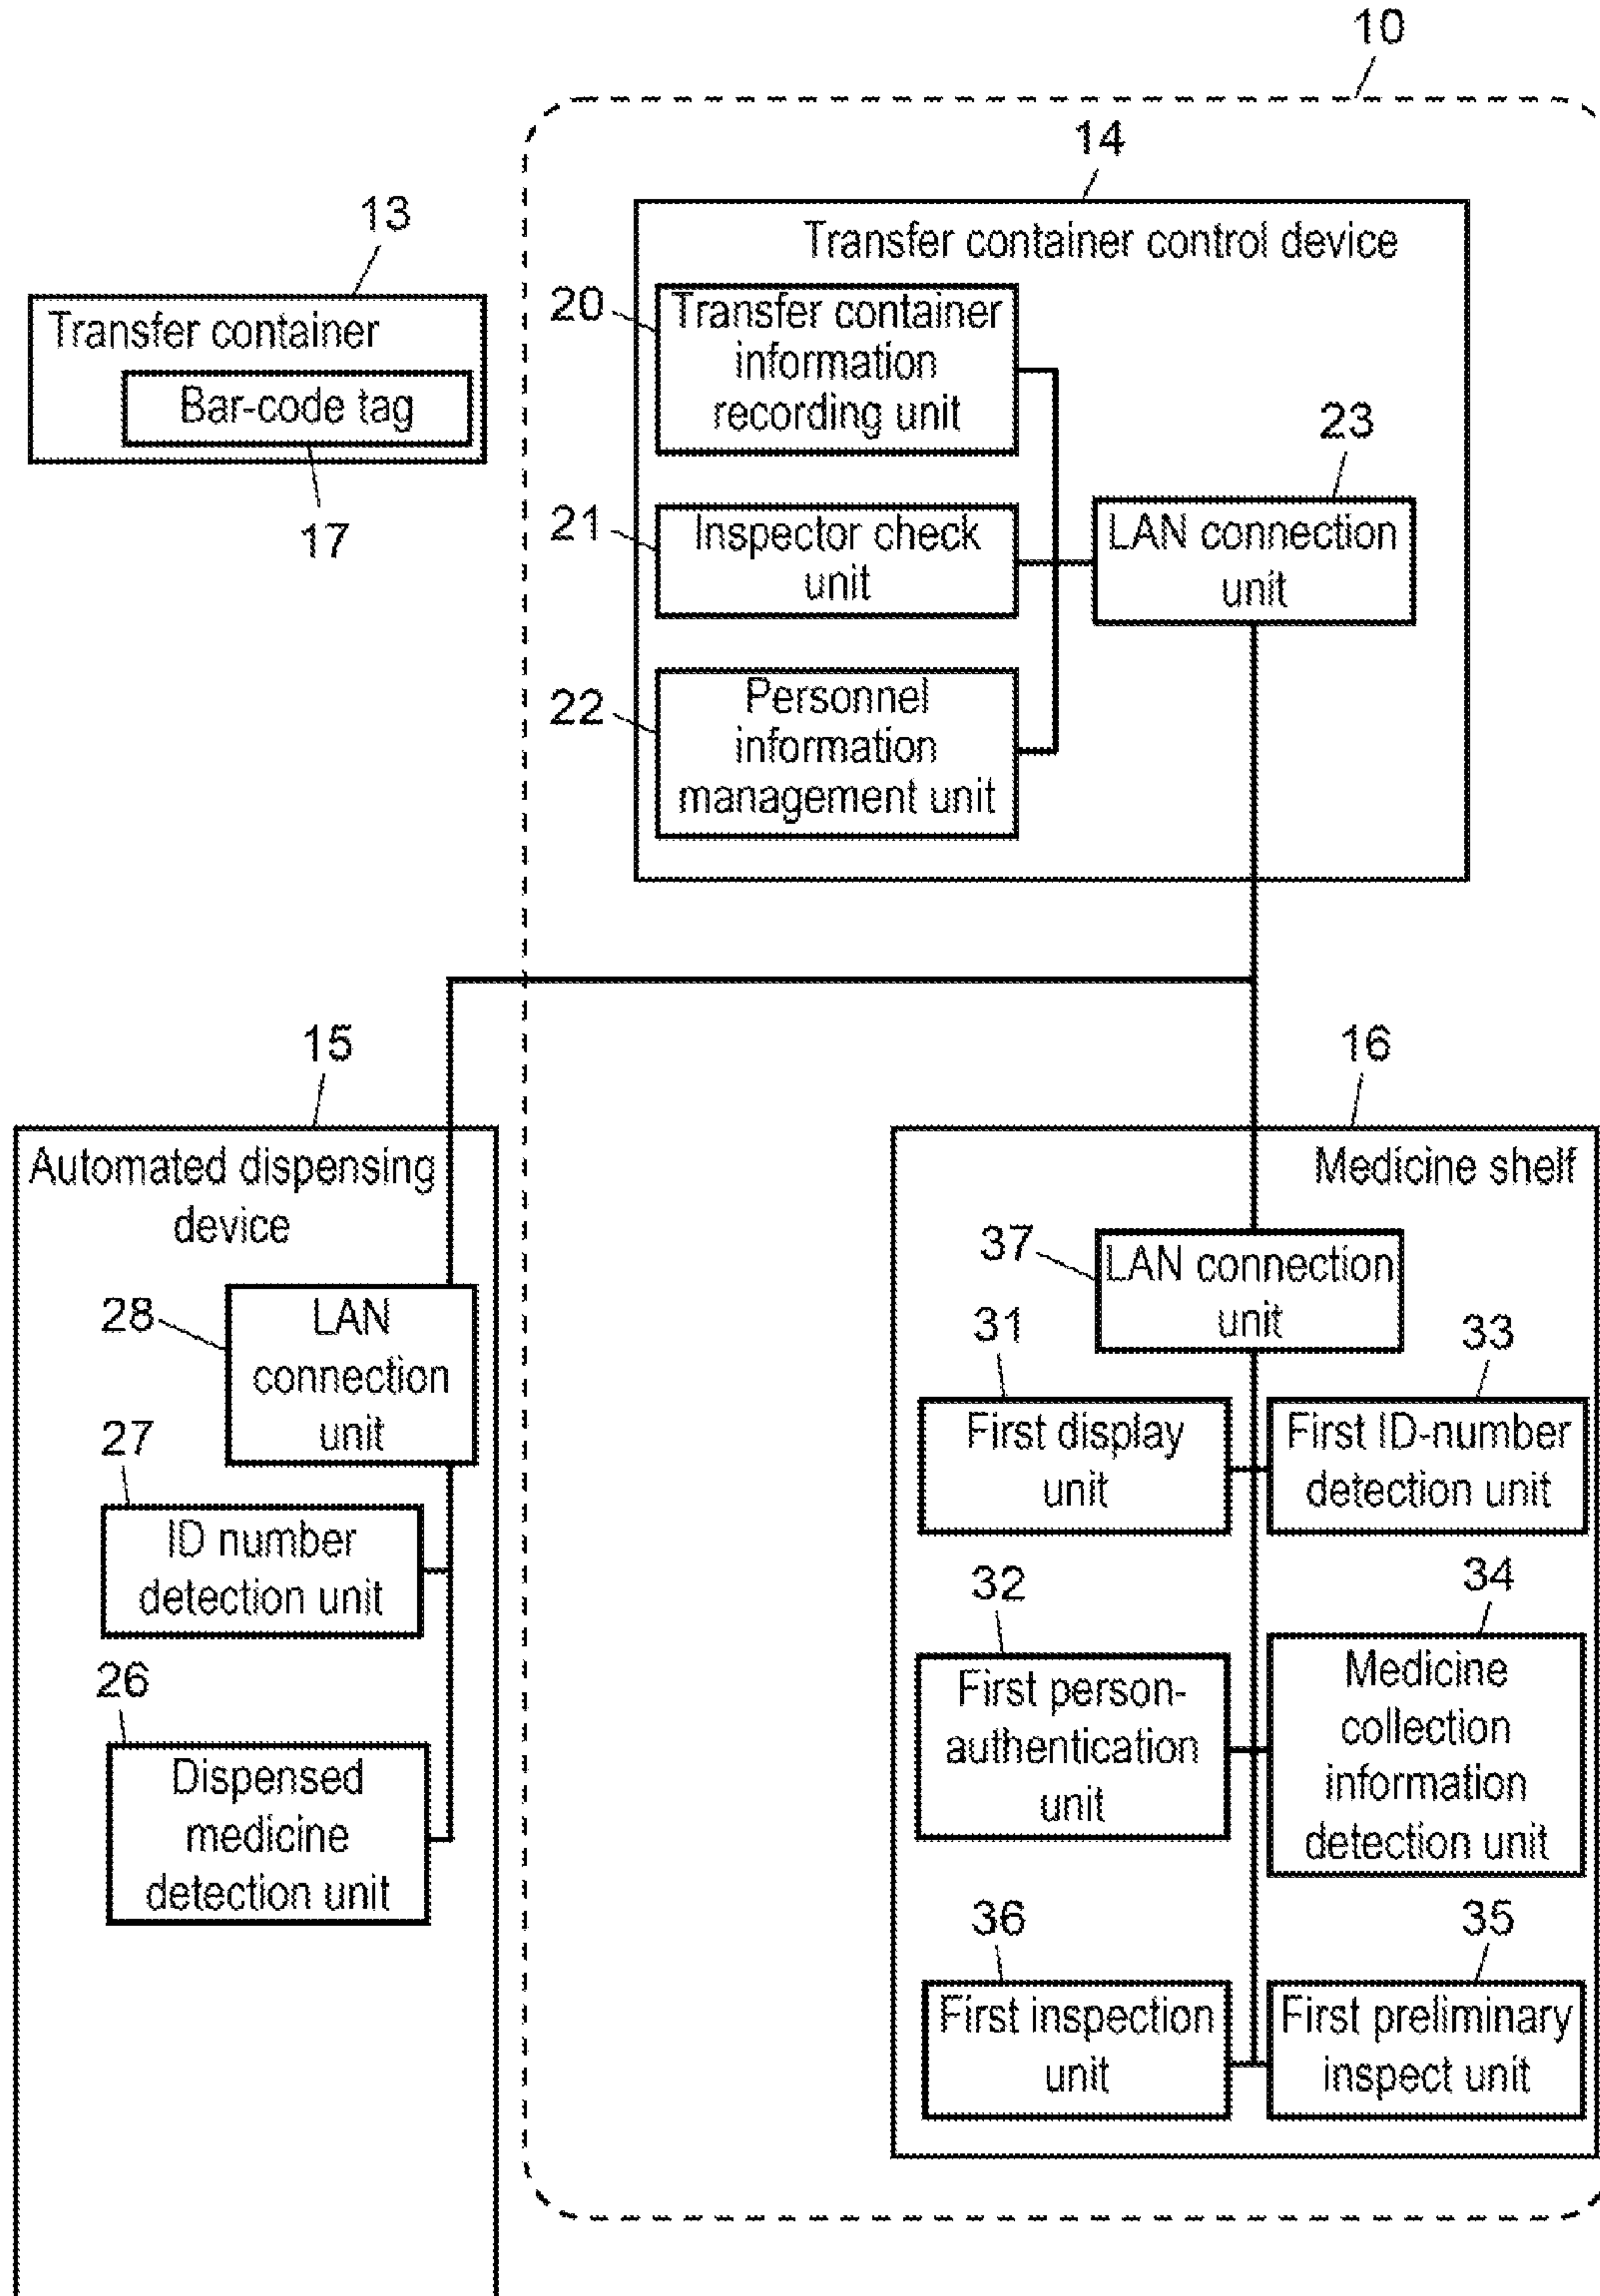 10
14
Transfer container control device
13
Transfer container
Bar-code tag
17
20
Transfer container
information
recording unit
21
Inspector check
unit
22
Personnel
information
management unit
23
LAN connection
unit
15
Automated dispensing
device
28
LAN
connection
unit
27
ID number
detection unit
26
Dispensed
medicine
detection unit
16
Medicine shelf
37
LAN connection
unit
31
First display
unit
33
First ID-number
detection unit
32
First person-
authentication
unit
34
Medicine
collection
information
detection unit
36
First inspection
unit
35
First preliminary
inspect unit